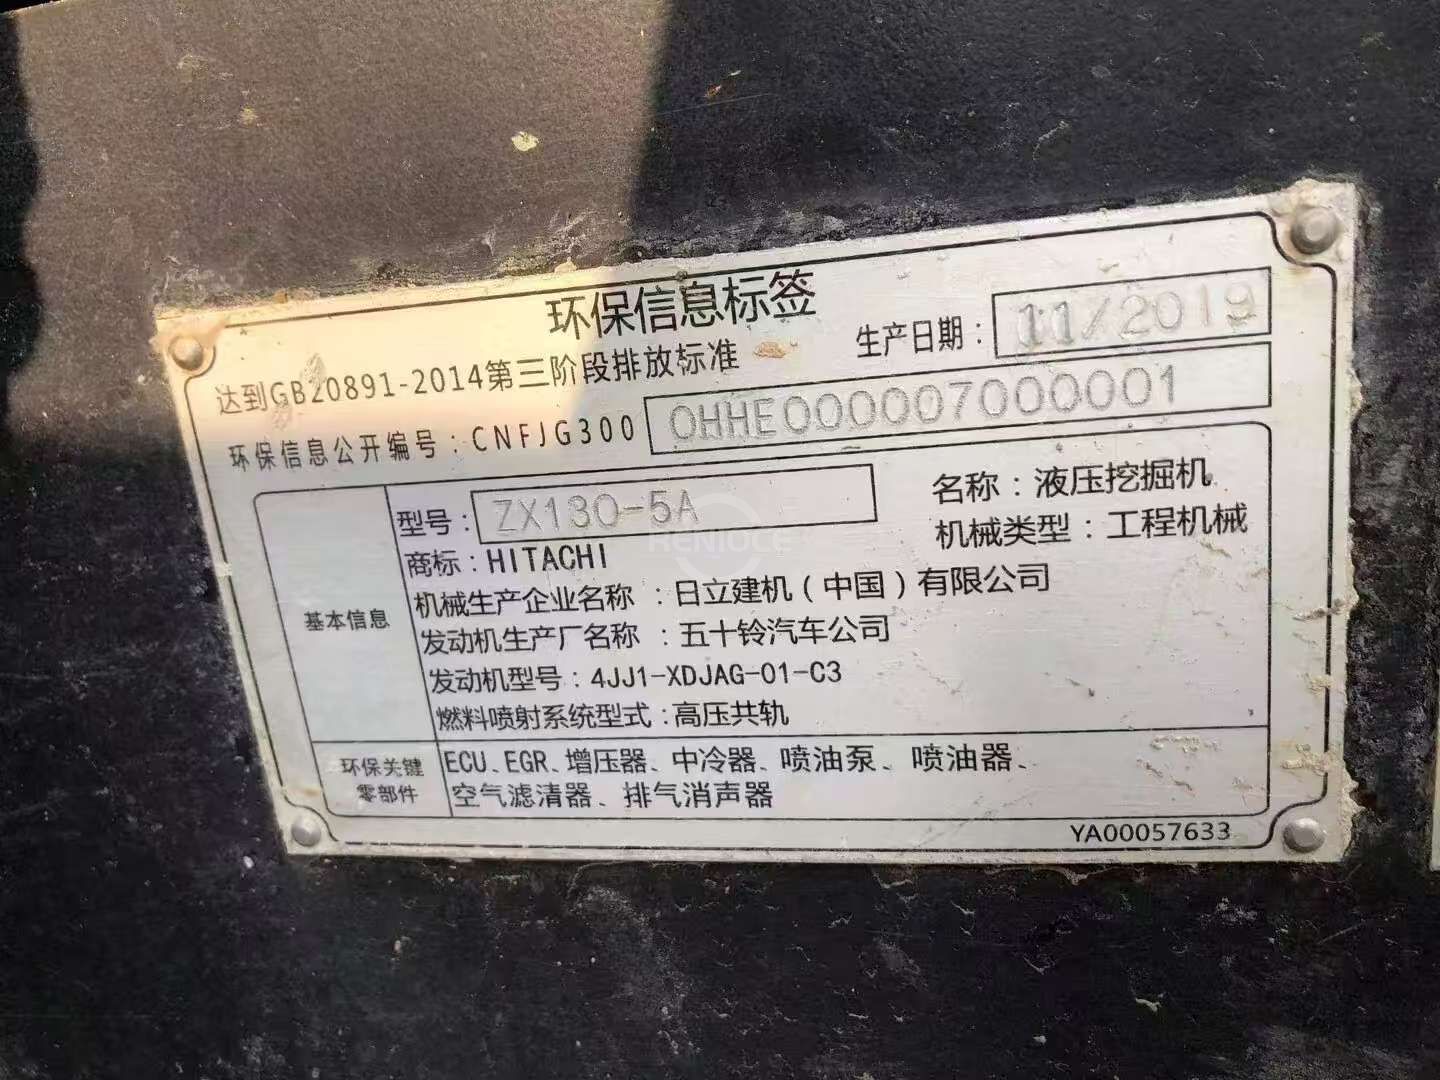 环保信息标签
生产日期：11/2019
达到GB20891-2014第三阶段排放标准
环保信息公开编号：CNFJG300 OHHE000007000001
基本信息
型号：ZX130-5A
名称：液压挖掘机
商标：HITACHI
机械类型：工程机械
机械生产企业名称：日立建机（中国）有限公司
发动机生产厂名称：五十铃汽车公司
发动机型号：4JJ1-XDJAG-01-C3
燃料喷射系统型式：高压共轨
环保关键
零部件
ECU、EGR、增压器、中冷器、喷油泵、喷油器、
空气滤清器、排气消声器
YA00057633
RENIOCE